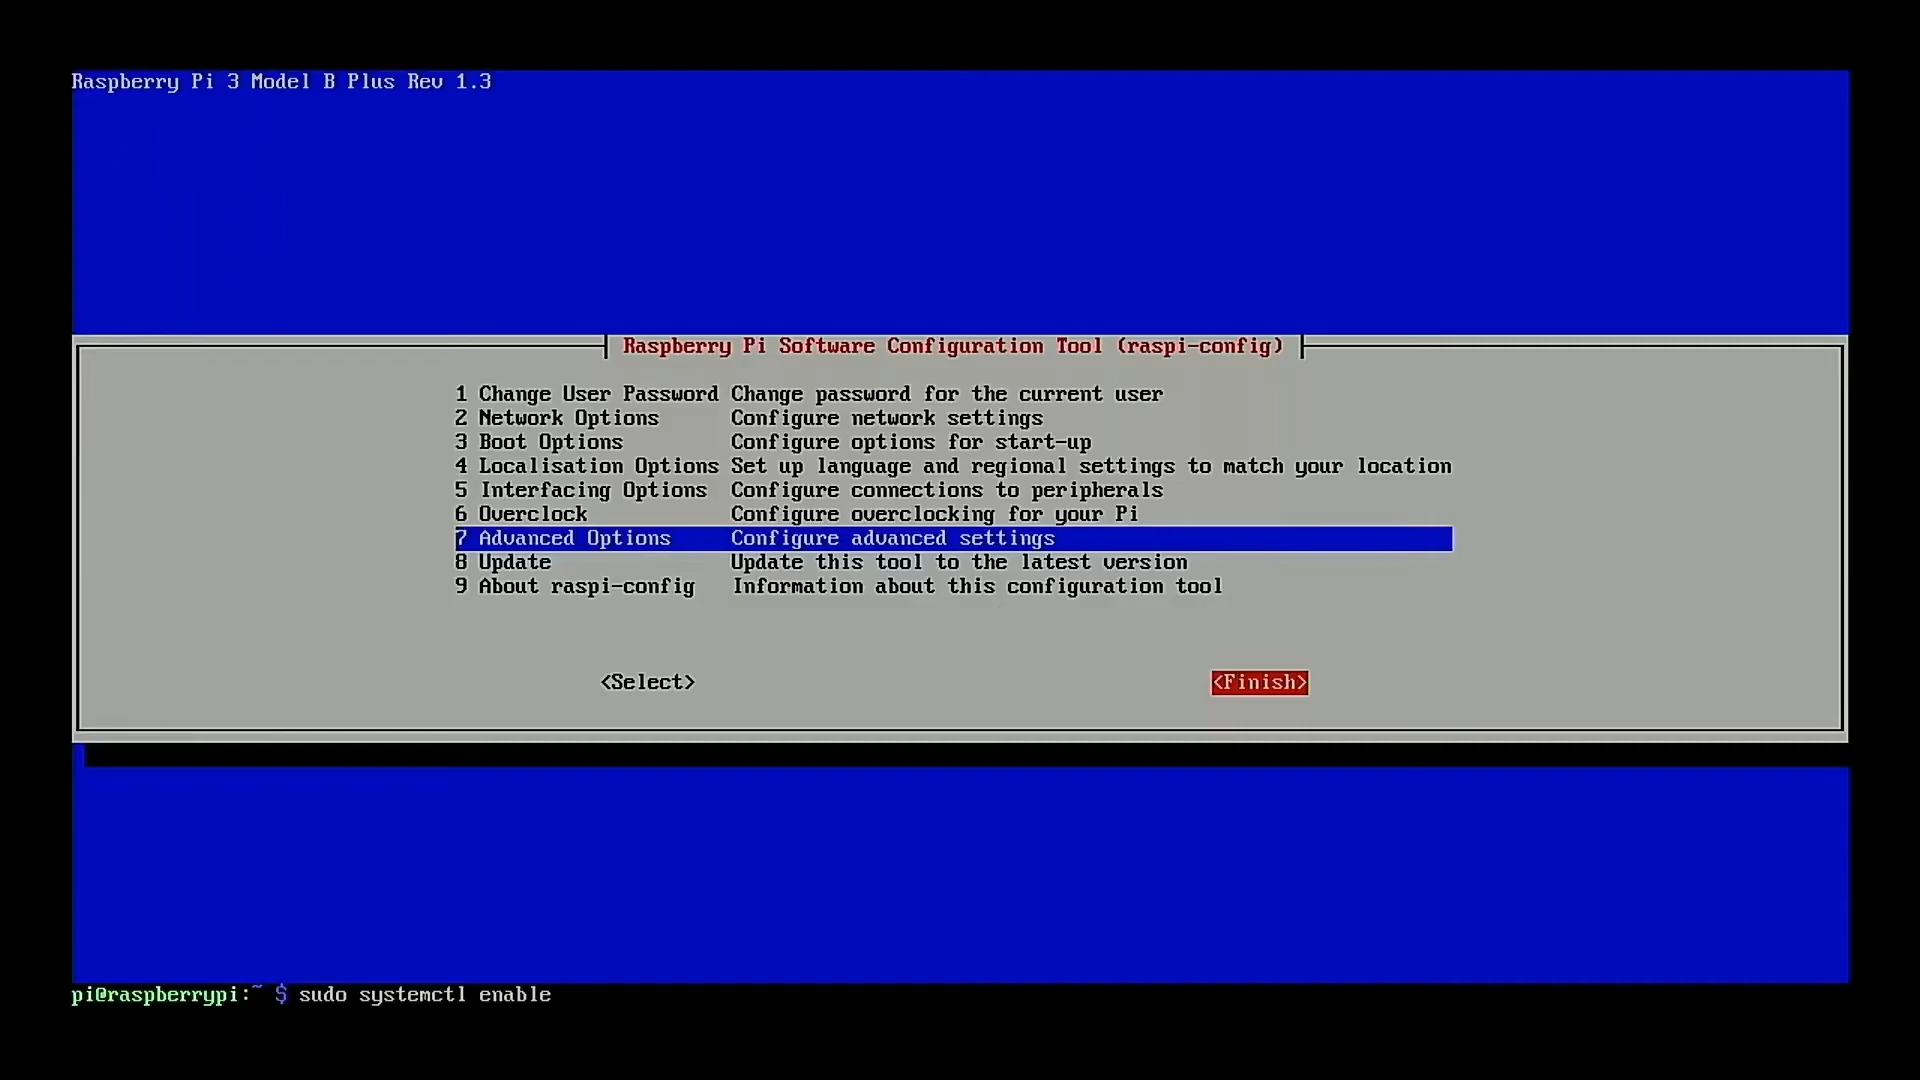 Raspberry Pi 3 Model B Plus Rev 1.3
Raspberry Pi Software Configuration Tool (raspi-config)
1 Change User Password Change password for the current user
2 Network Options Configure network settings
3 Boot Options Configure options for start-up
4 Localisation Options Set up language and regional settings to match your location
5 Interfacing Options Configure connections to peripherals
6 Overclock Configure overclocking for your Pi
7 Advanced Options Configure advanced settings
8 Update Update this tool to the latest version
9 About raspi-config Information about this configuration tool
<Select> <Finish>
pi@raspberrypi:~ $ sudo systemctl enable